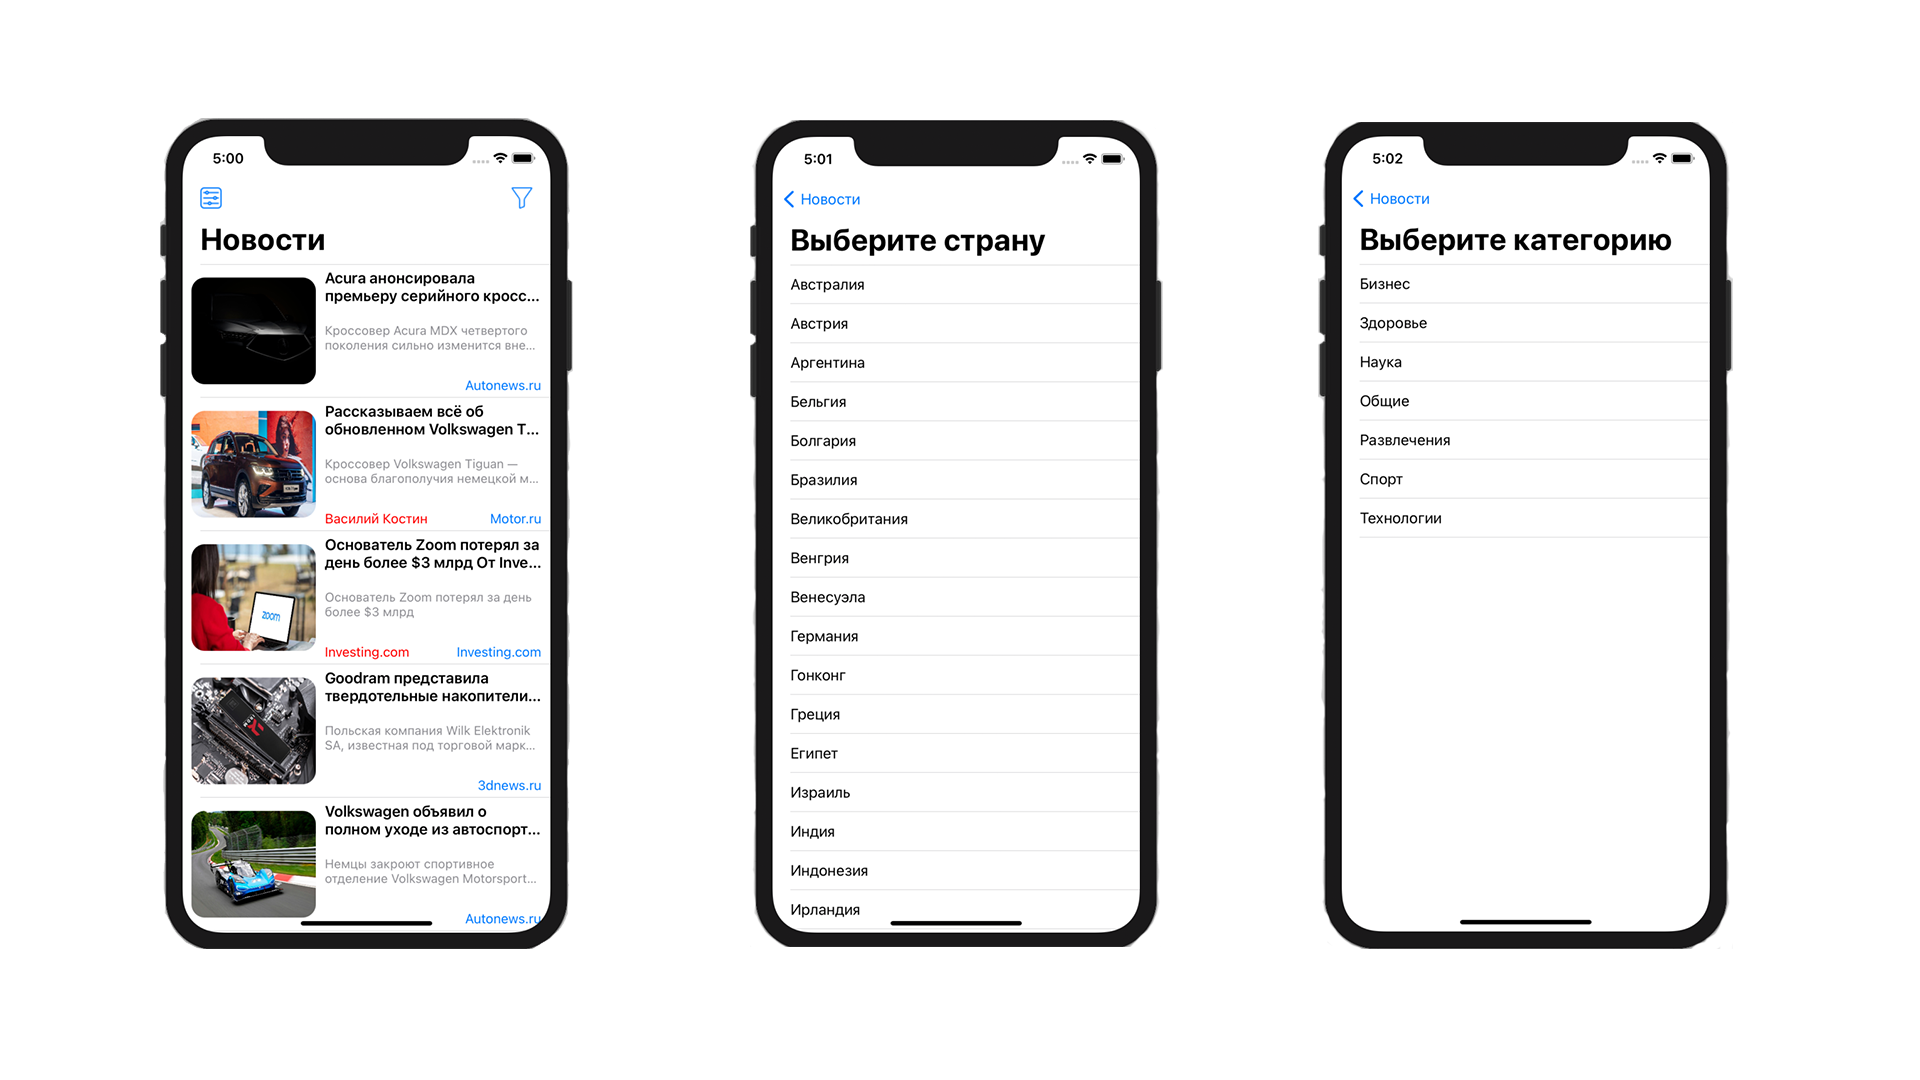 5:00
Новости
Acura анонсировала
премьеру серийного кросс...
Кроссовер Acura MDX четвертого
поколения сильно изменится вне...
Autonews.ru
Рассказываем всё об
обновленном Volkswagen T...
Кроссовер Volkswagen Tiguan —
основа благополучия немецкой м...
Василий Костин Motor.ru
zoom
Основатель Zoom потерял за
день более $3 млрд От Inve...
Основатель Zoom потерял за день
более $3 млрд
Investing.com Investing.com
Goodram представила
твердотельные накопители...
Польская компания Wilk Elektronik
SA, известная под торговой марк...
3dnews.ru
Volkswagen объявил о
полном уходе из автоспорт...
Немцы закроют спортивное
отделение Volkswagen Motorsport...
Autonews.ru
5:01
Новости
Выберите страну
Австралия
Австрия
Аргентина
Бельгия
Болгария
Бразилия
Великобритания
Венгрия
Венесуэла
Германия
Гонконг
Греция
Египет
Израиль
Индия
Индонезия
Ирландия
5:02
Новости
Выберите категорию
Бизнес
Здоровье
Наука
Общие
Развлечения
Спорт
Технологии